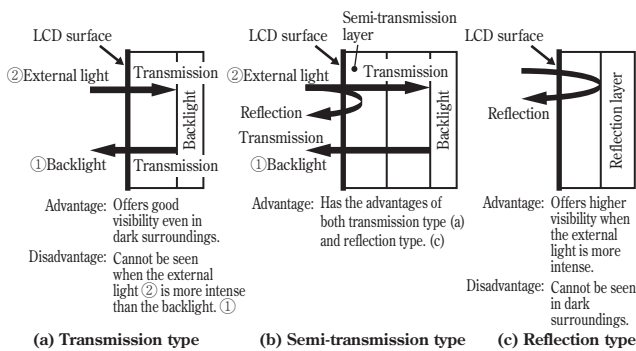 LCD surface
②External light
Transmission
Backlight
①Backlight
Transmission
Advantage: Offers good
visibility even in
dark surroundings.
Disadvantage: Cannot be seen
when the external
light ② is more intense
than the backlight. ①
(a) Transmission type
Semi-transmission
layer
LCD surface
②External light
Transmission
Reflection
Transmission
①Backlight
Backlight
Advantage: Has the advantages of
both transmission type (a)
and reflection type. (c)
(b) Semi-transmission type
LCD surface
Reflection
Reflection layer
Advantage: Offers higher
visibility when
the external
light is more
intense.
Disadvantage: Cannot be seen
in dark
surroundings.
(c) Reflection type